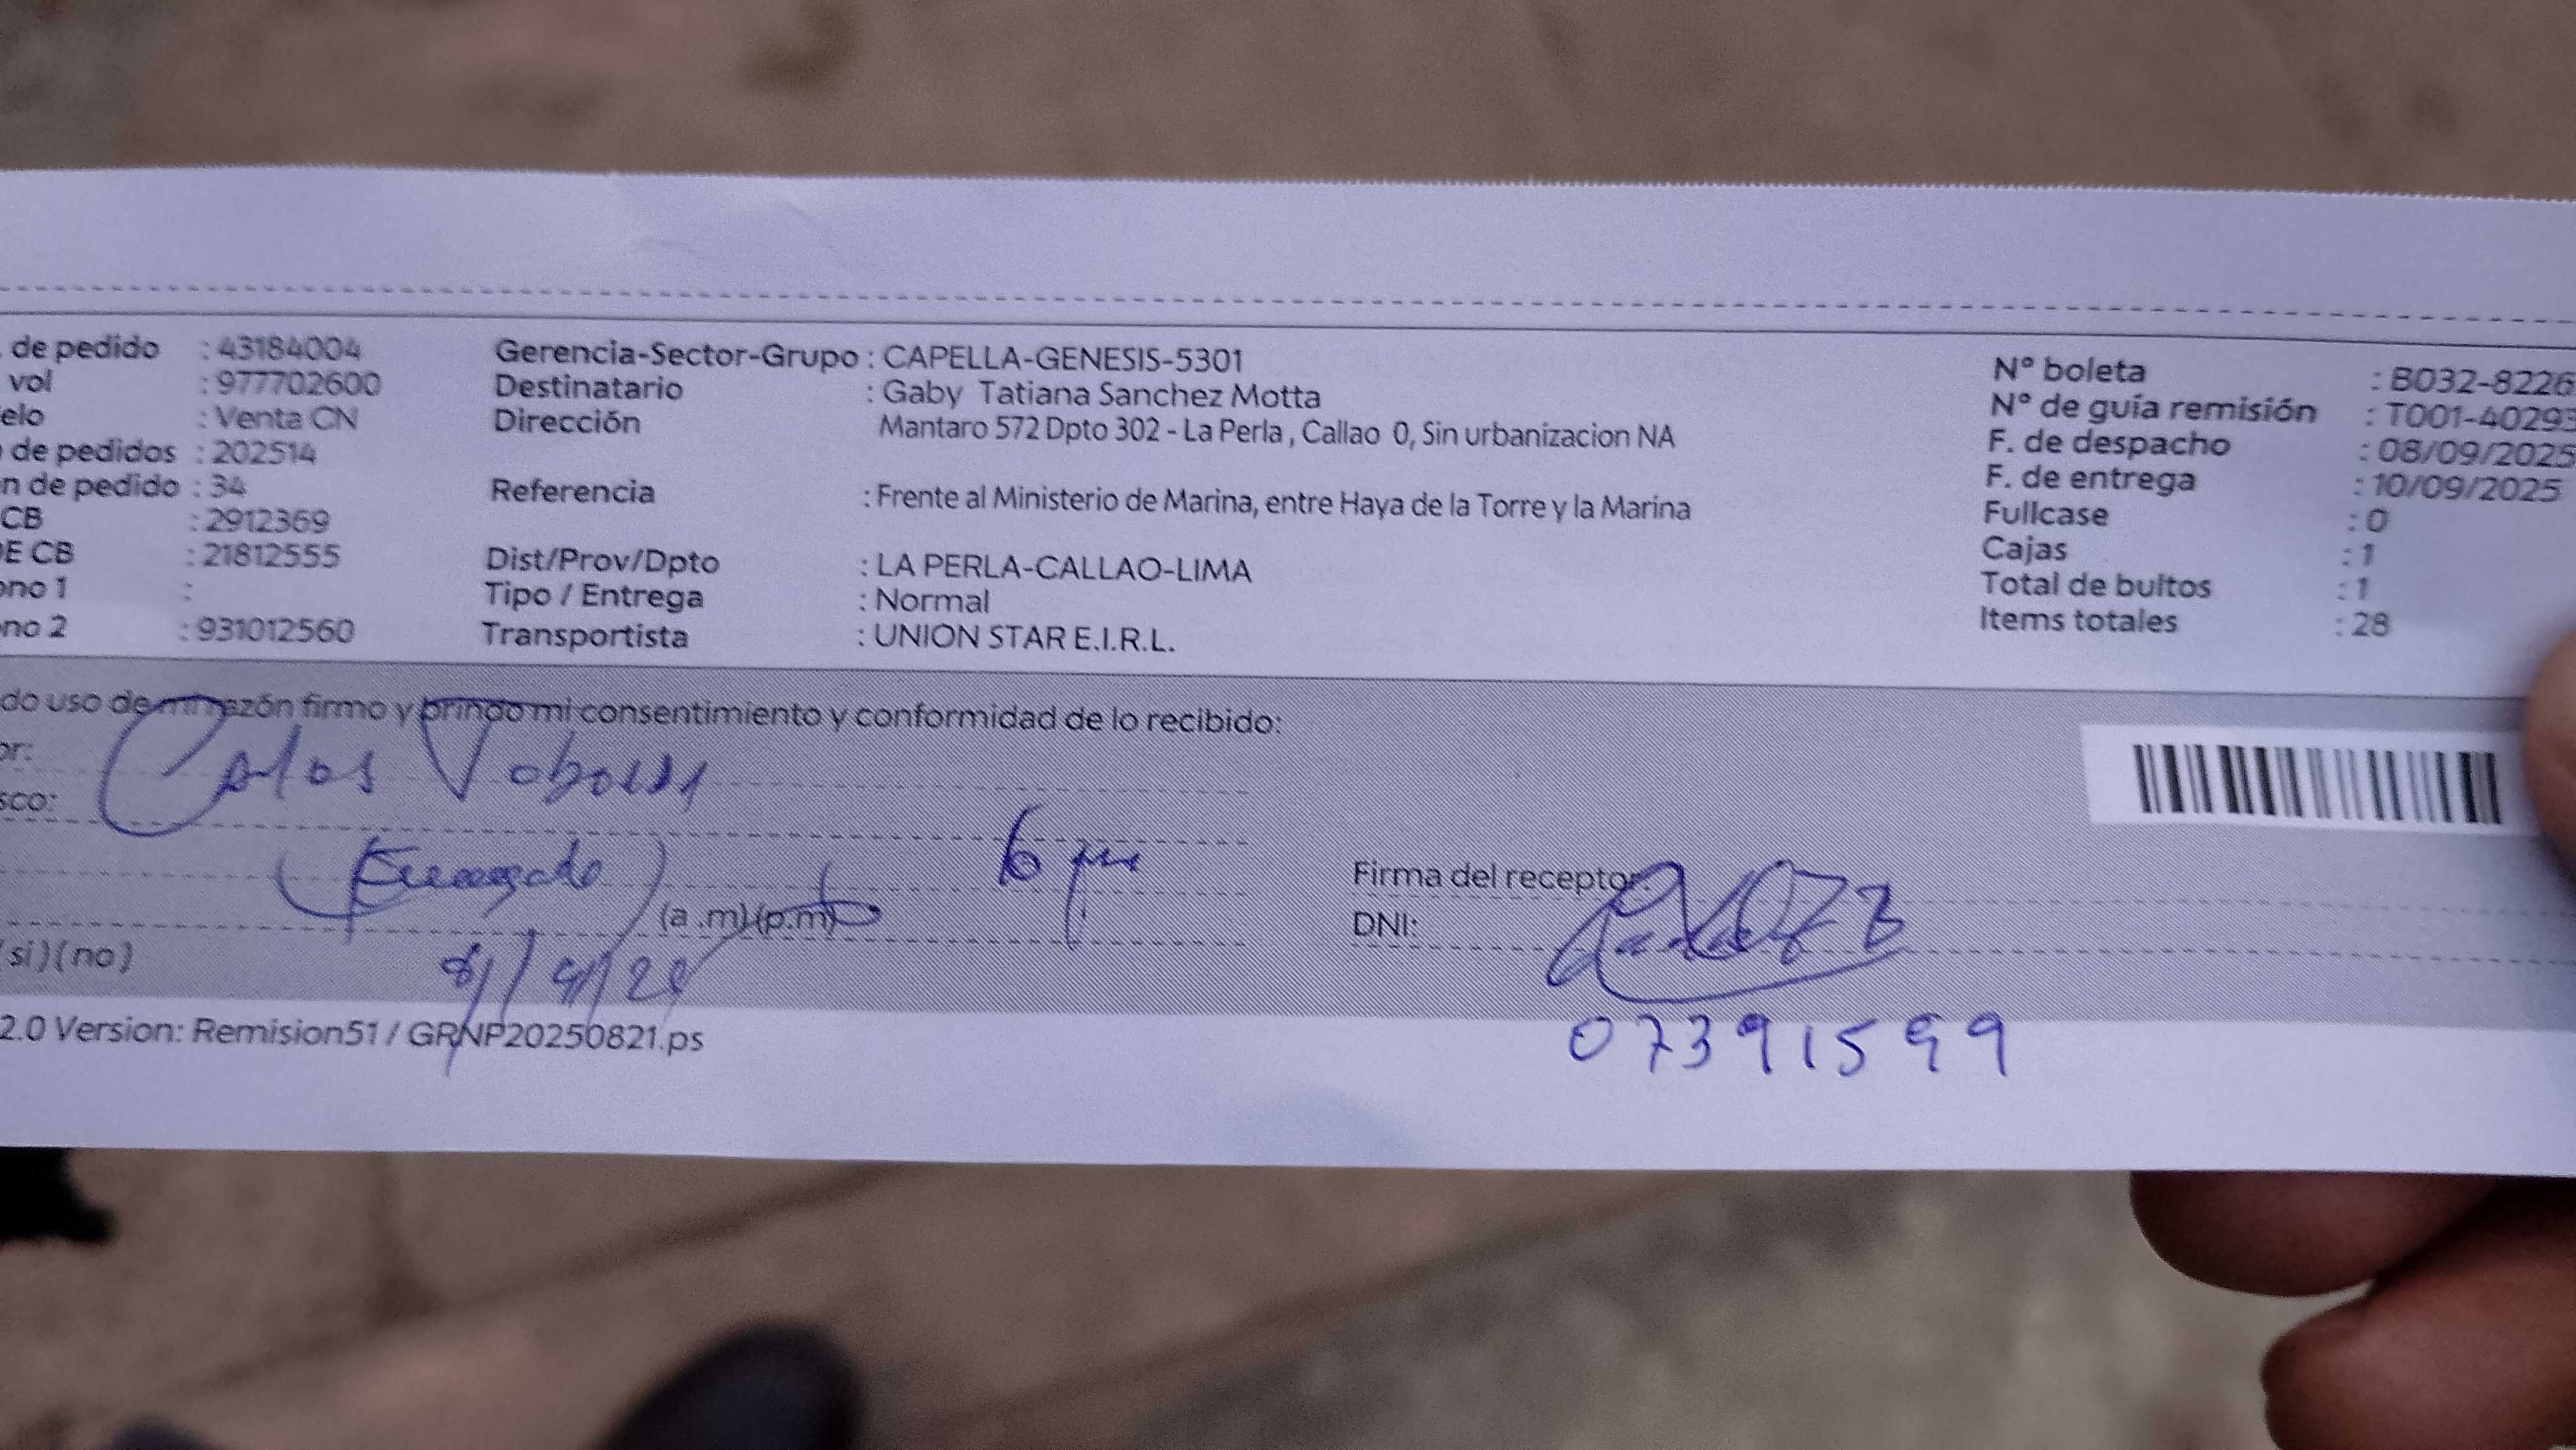 de pedido : 43184004
vol : 977702600
elo : Venta CN
de pedidos : 202514
n de pedido : 34
CB : 2912369
DE CB : 21812555
ono 1 :
no 2 : 931012560
Gerencia-Sector-Grupo : CAPELLA-GENESIS-5301
Destinatario : Gaby Tatiana Sanchez Motta
Dirección Mantaro 572 Dpto 302 - La Perla , Callao 0, Sin urbanizacion NA
Referencia : Frente al Ministerio de Marina, entre Haya de la Torre y la Marina
Dist/Prov/Dpto : LA PERLA-CALLAO-LIMA
Tipo / Entrega : Normal
Transportista : UNION STAR E.I.R.L.
N° boleta : B032-8226
N° de guía remisión : T001-40293
F. de despacho : 08/09/2025
F. de entrega : 10/09/2025
Fullcase : 0
Cajas : 1
Total de bultos : 1
Items totales : 28
do uso de mi razón firmo y brindo mi consentimiento y conformidad de lo recibido:
or:
sco:
6 pm
(a .m)(p.m)
(si)(no)
Firma del receptor:
DNI:
07391599
2.0 Version: Remision51 / GRNP20250821.ps